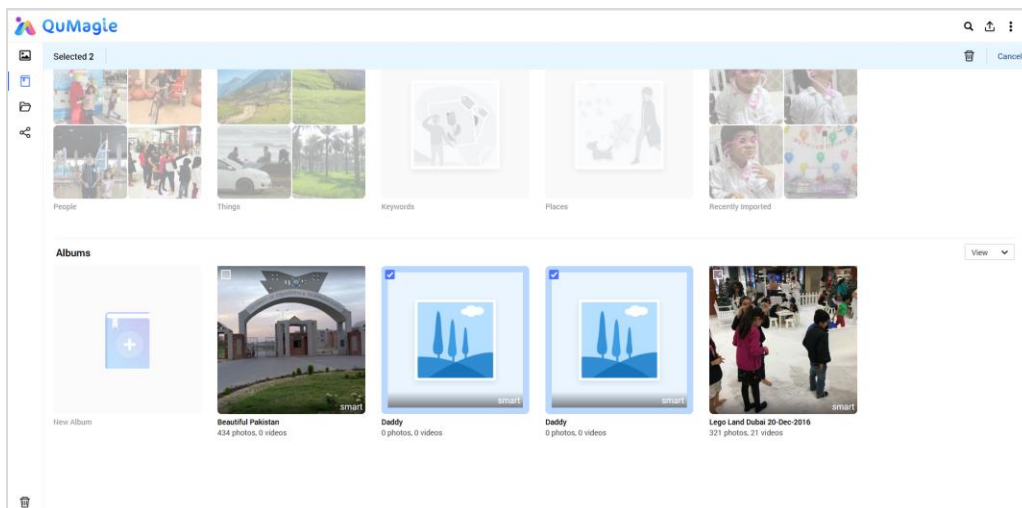 QuMagie
Selected 2
Cancel
People
Things
Keywords
Places
Recently Imported
Albums
View
smart
smart
smart
smart
New Album
Beautiful Pakistan
434 photos, 0 videos
Daddy
0 photos, 0 videos
Daddy
0 photos, 0 videos
Lego Land Dubai 20-Dec-2016
321 photos, 21 videos